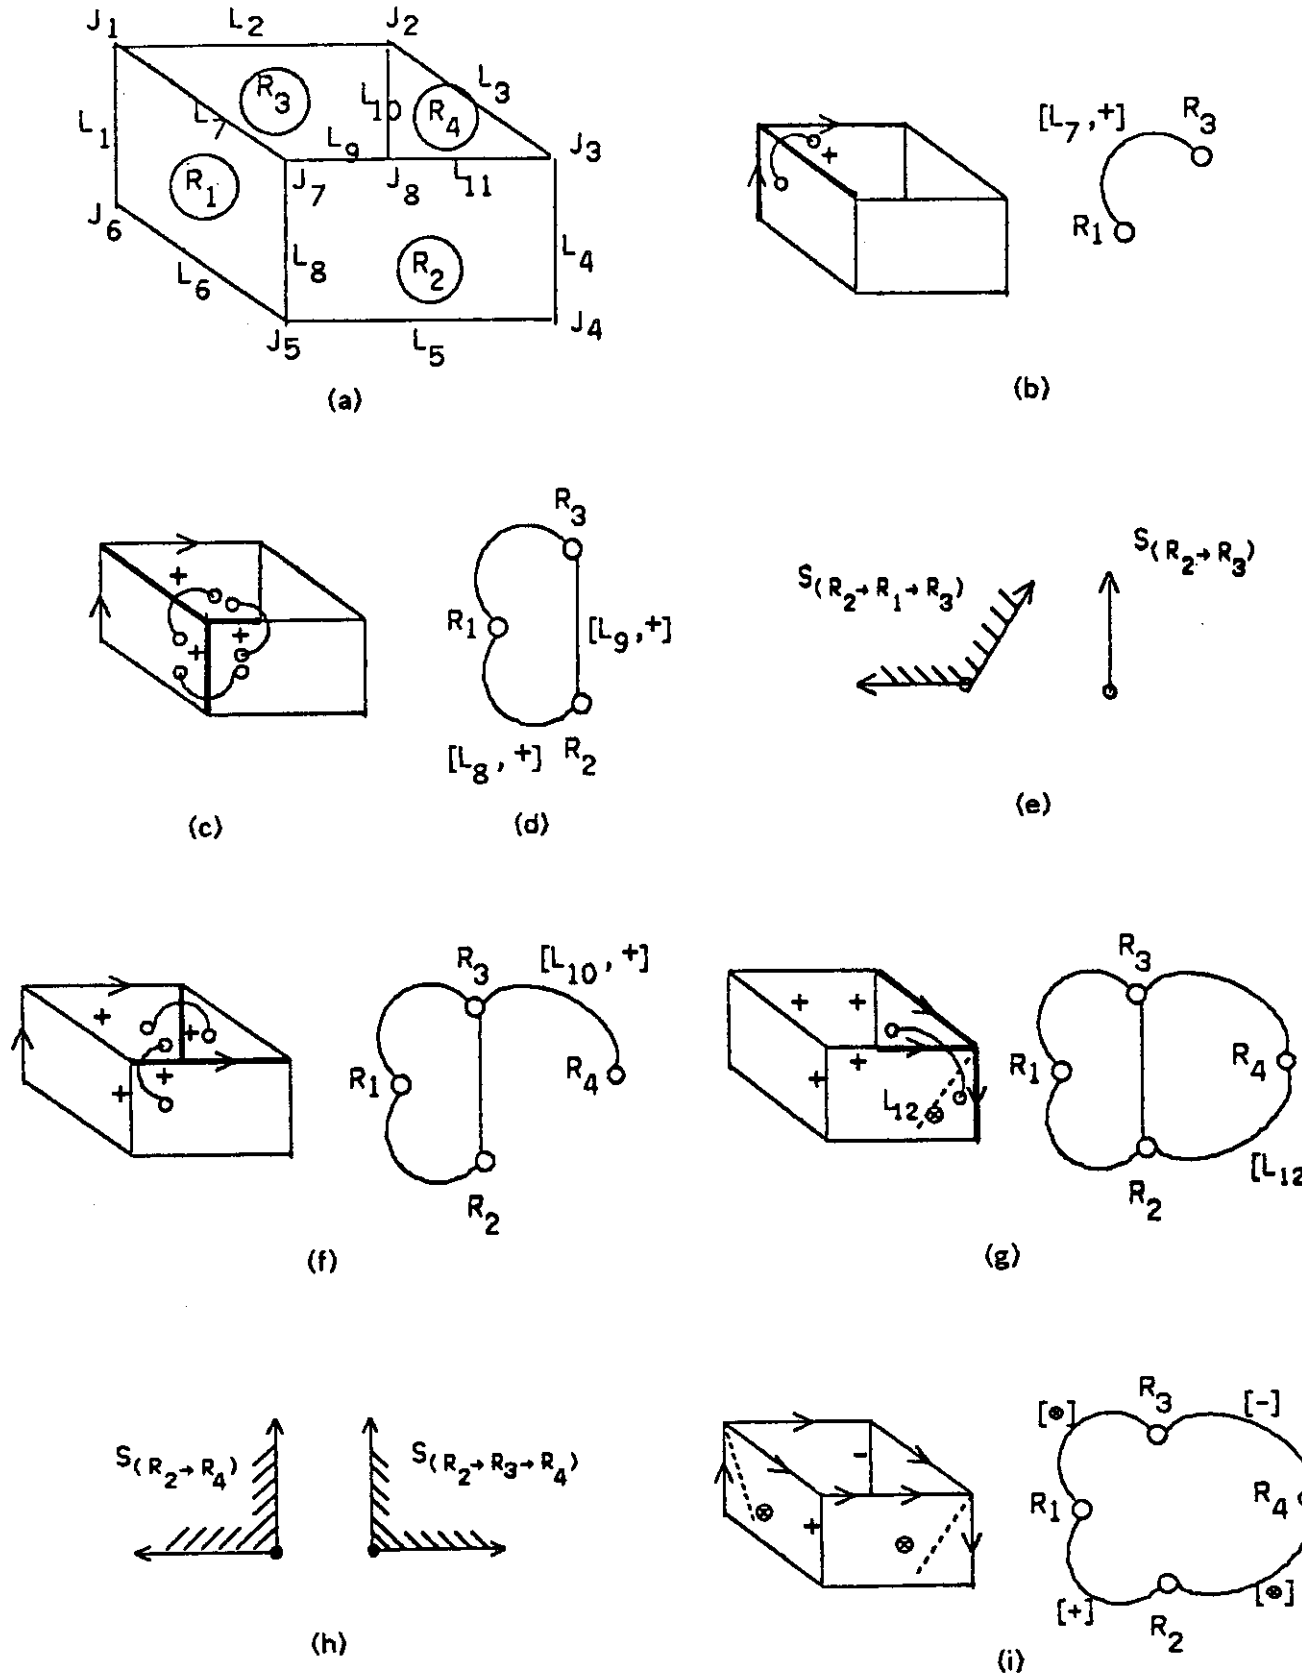 J1 L2 J2
L1 L7 R3 L10 R4 L3
L9 J3
R1 J7 J8 L11
J6 L8 R2 L4
L6
J5 L5 J4
(a)
[L7, +] R3
+
R1
(b)
R3
+
+ +
R1 [L9, +]
[L8, +] R2
(c) (d)
S(R2→R1→R3) S(R2→R3)
(e)
R3 [L10, +]
+ +
+ +
R1 R4
R2
(f)
R3
+ +
+ +
L12 ⊗
R1 R4
R2 [L12
(g)
S(R2→R4) S(R2→R3→R4)
(h)
- + ⊗ ⊗
[⊗] R3 [-]
R1 R4
[+] R2 [⊗]
(i)